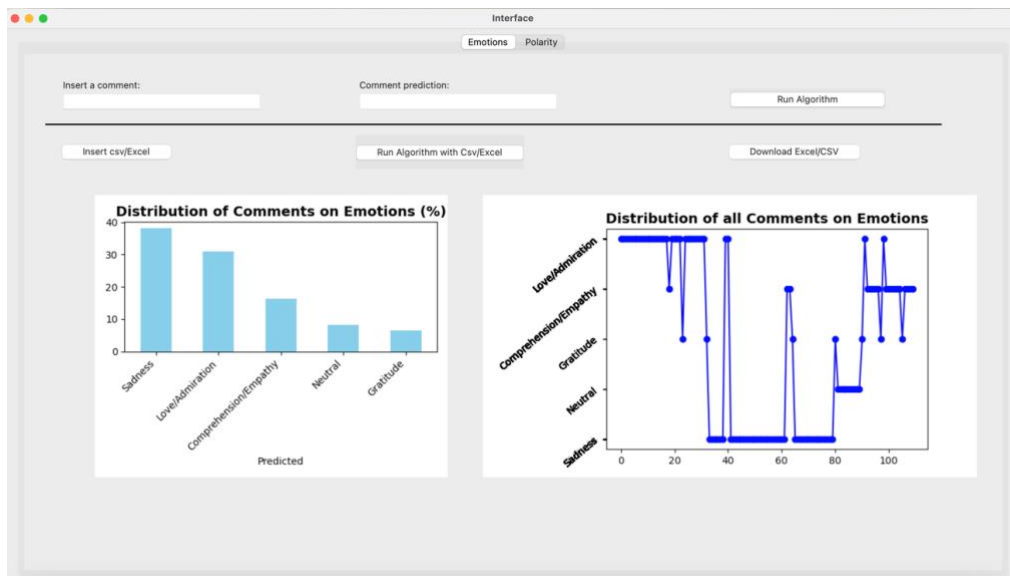 Interface
Emotions Polarity
Insert a comment: Comment prediction:
Run Algorithm
Insert csv/Excel Run Algorithm with Csv/Excel Download Excel/CSV
Distribution of Comments on Emotions (%)
40
30
20
10
0
Sadness
Love/Admiration
Comprehension/Empathy
Neutral
Gratitude
Predicted
Distribution of all Comments on Emotions
Love/Admiration
Comprehension/Empathy
Gratitude
Neutral
Sadness
0 20 40 60 80 100